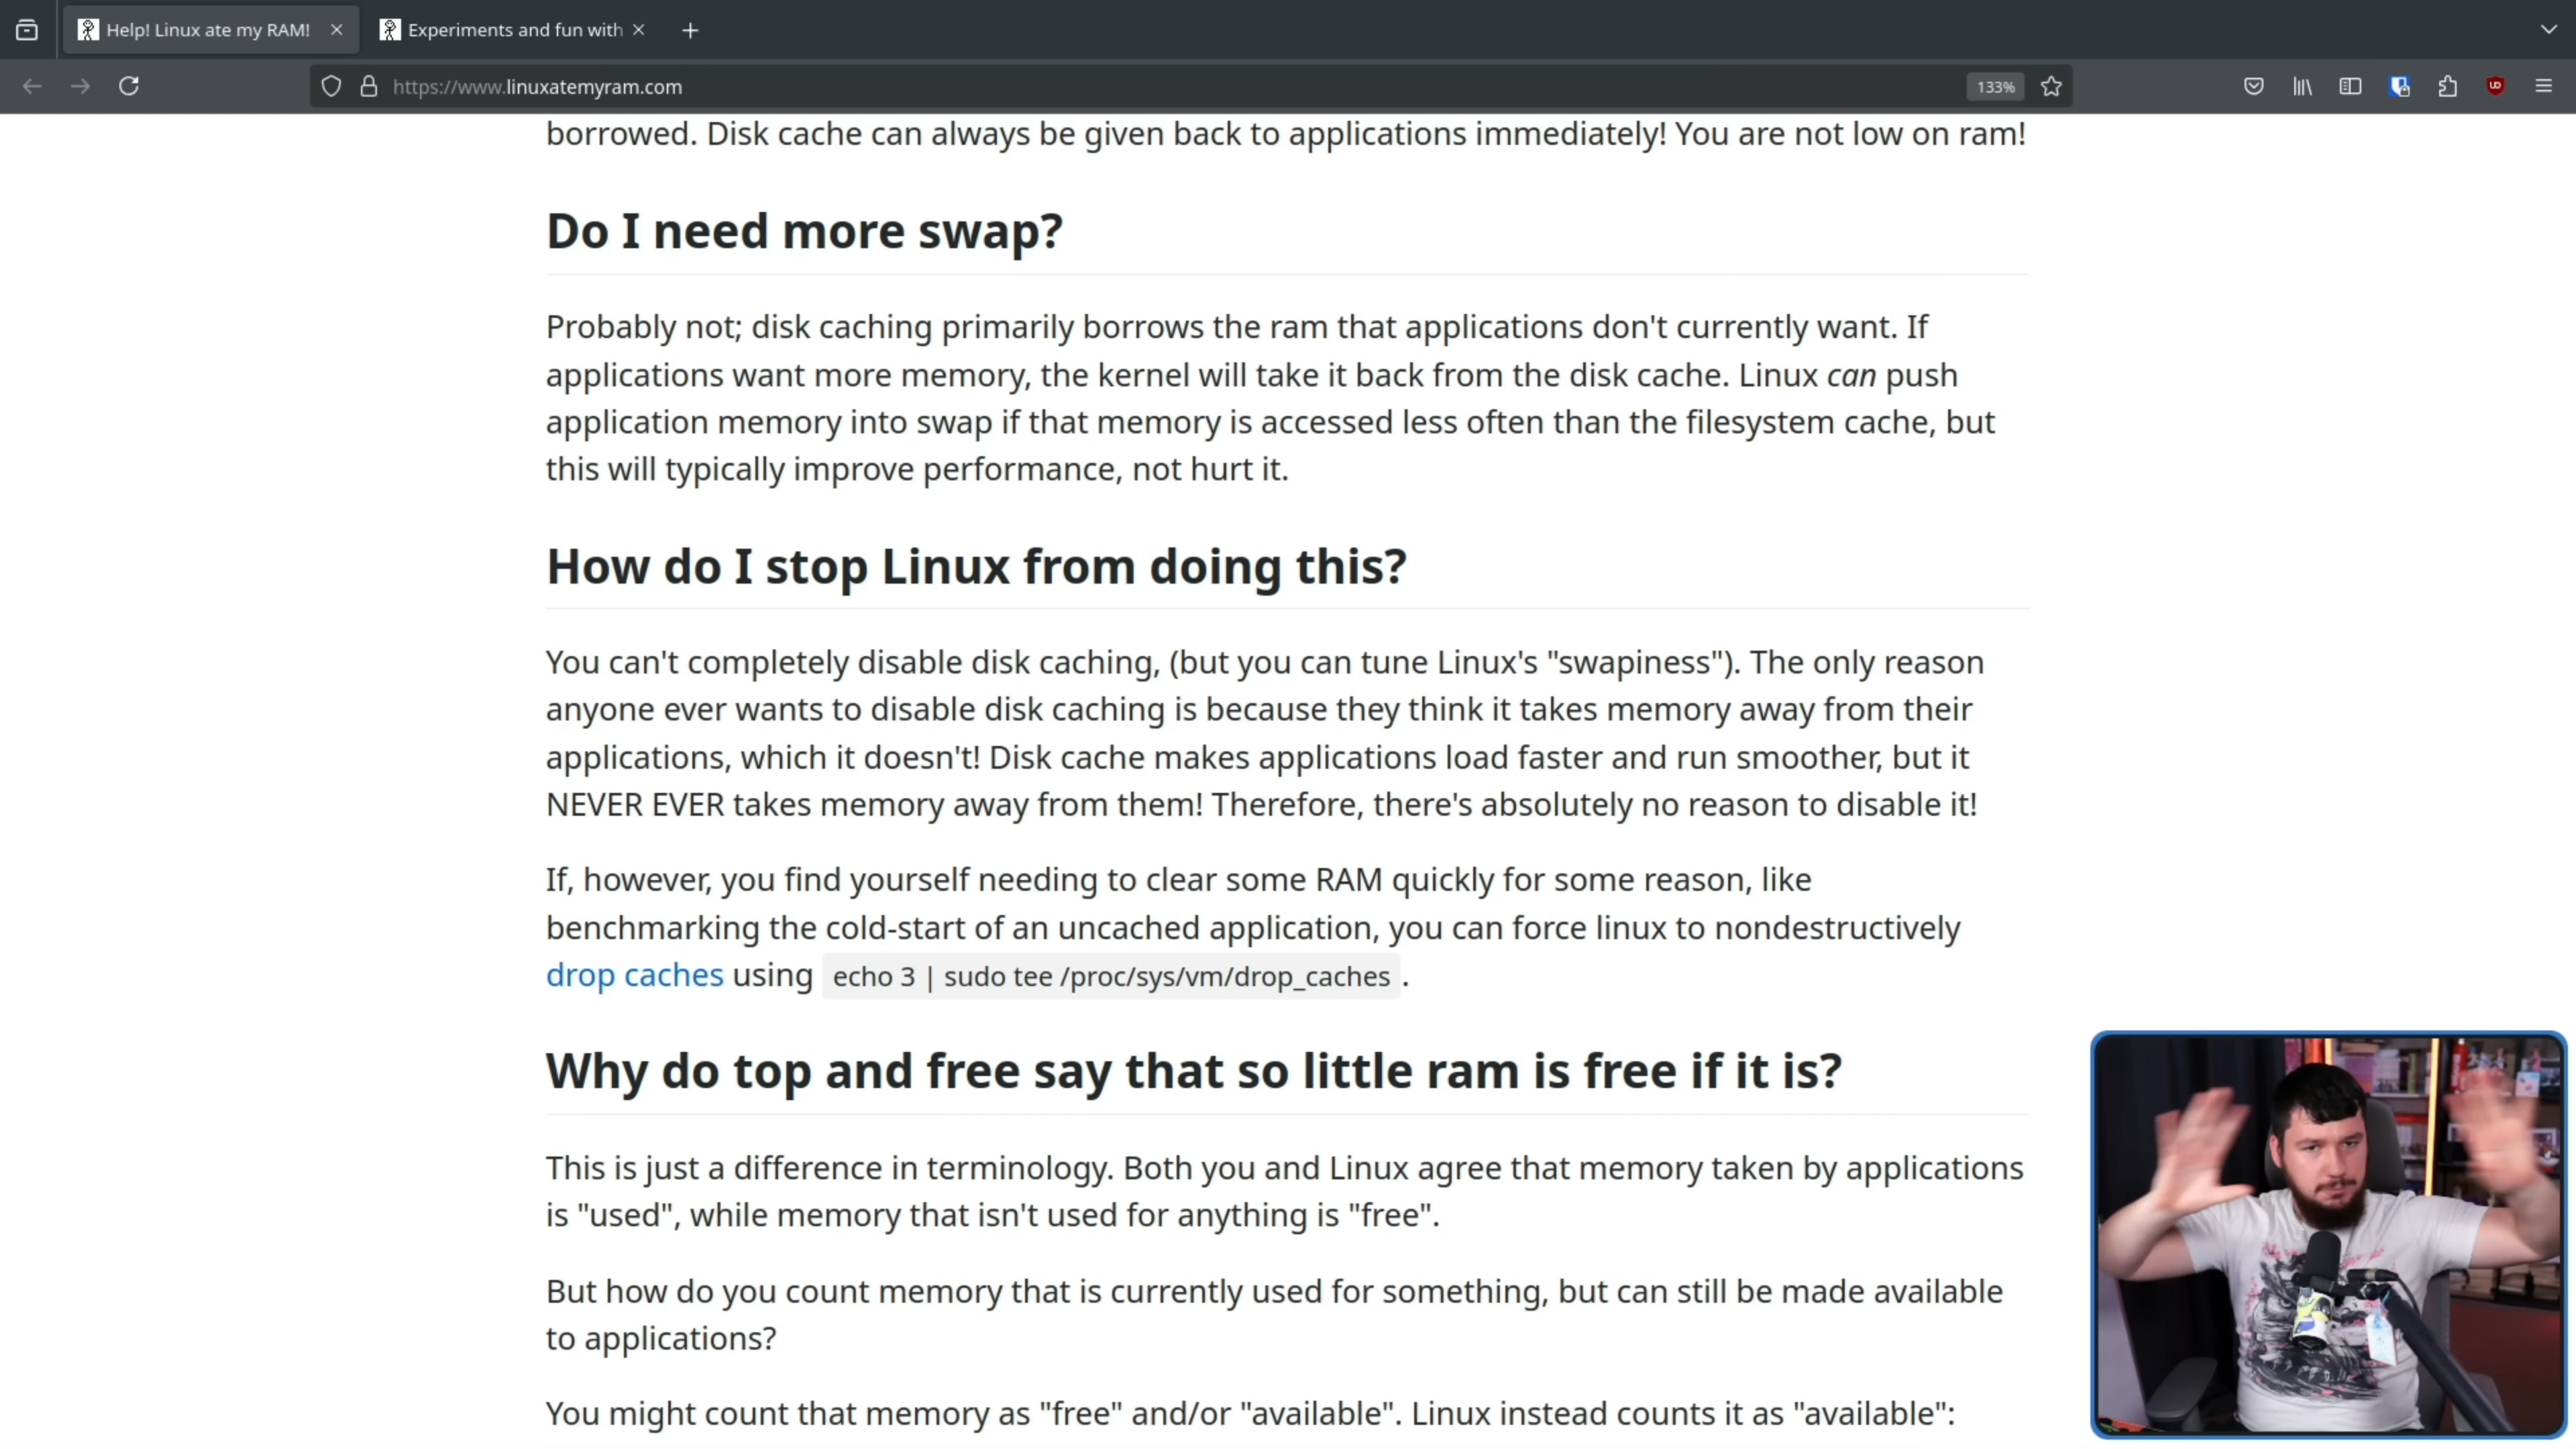 Help! Linux ate my RAM!
Experiments and fun with
https://www.linuxatemyram.com
133%
borrowed. Disk cache can always be given back to applications immediately! You are not low on ram!
Do I need more swap?
Probably not; disk caching primarily borrows the ram that applications don't currently want. If
applications want more memory, the kernel will take it back from the disk cache. Linux can push
application memory into swap if that memory is accessed less often than the filesystem cache, but
this will typically improve performance, not hurt it.
How do I stop Linux from doing this?
You can't completely disable disk caching, (but you can tune Linux's "swapiness"). The only reason
anyone ever wants to disable disk caching is because they think it takes memory away from their
applications, which it doesn't! Disk cache makes applications load faster and run smoother, but it
NEVER EVER takes memory away from them! Therefore, there's absolutely no reason to disable it!
If, however, you find yourself needing to clear some RAM quickly for some reason, like
benchmarking the cold-start of an uncached application, you can force linux to nondestructively
drop caches using echo 3 | sudo tee /proc/sys/vm/drop_caches .
Why do top and free say that so little ram is free if it is?
This is just a difference in terminology. Both you and Linux agree that memory taken by applications
is "used", while memory that isn't used for anything is "free".
But how do you count memory that is currently used for something, but can still be made available
to applications?
You might count that memory as "free" and/or "available". Linux instead counts it as "available":